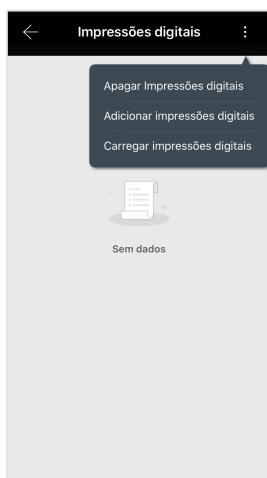 Impressões digitais
Apagar Impressões digitais
Adicionar impressões digitais
Carregar impressões digitais
Sem dados